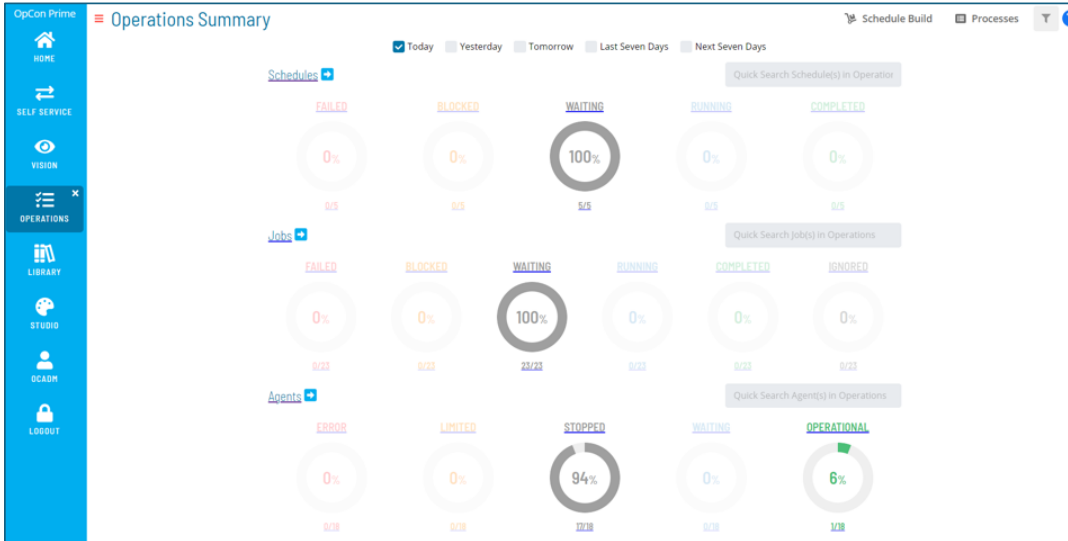 OpCon Prime
HOME
SELF SERVICE
VISION
OPERATIONS
LIBRARY
STUDIO
OCADM
LOGOUT
Operations Summary
Schedule Build
Processes
Today
Yesterday
Tomorrow
Last Seven Days
Next Seven Days
Schedules
Quick Search Schedule(s) in Operation
FAILED
BLOCKED
WAITING
RUNNING
COMPLETED
0%
0%
100%
0%
0%
0/5
0/5
5/5
0/5
0/5
Jobs
Quick Search Job(s) in Operations
FAILED
BLOCKED
WAITING
RUNNING
COMPLETED
IGNORED
0%
0%
100%
0%
0%
0%
0/23
0/23
23/23
0/23
0/23
0/23
Agents
Quick Search Agent(s) in Operations
ERROR
LIMITED
STOPPED
WAITING
OPERATIONAL
0%
0%
94%
0%
6%
0/18
0/18
17/18
0/18
1/18